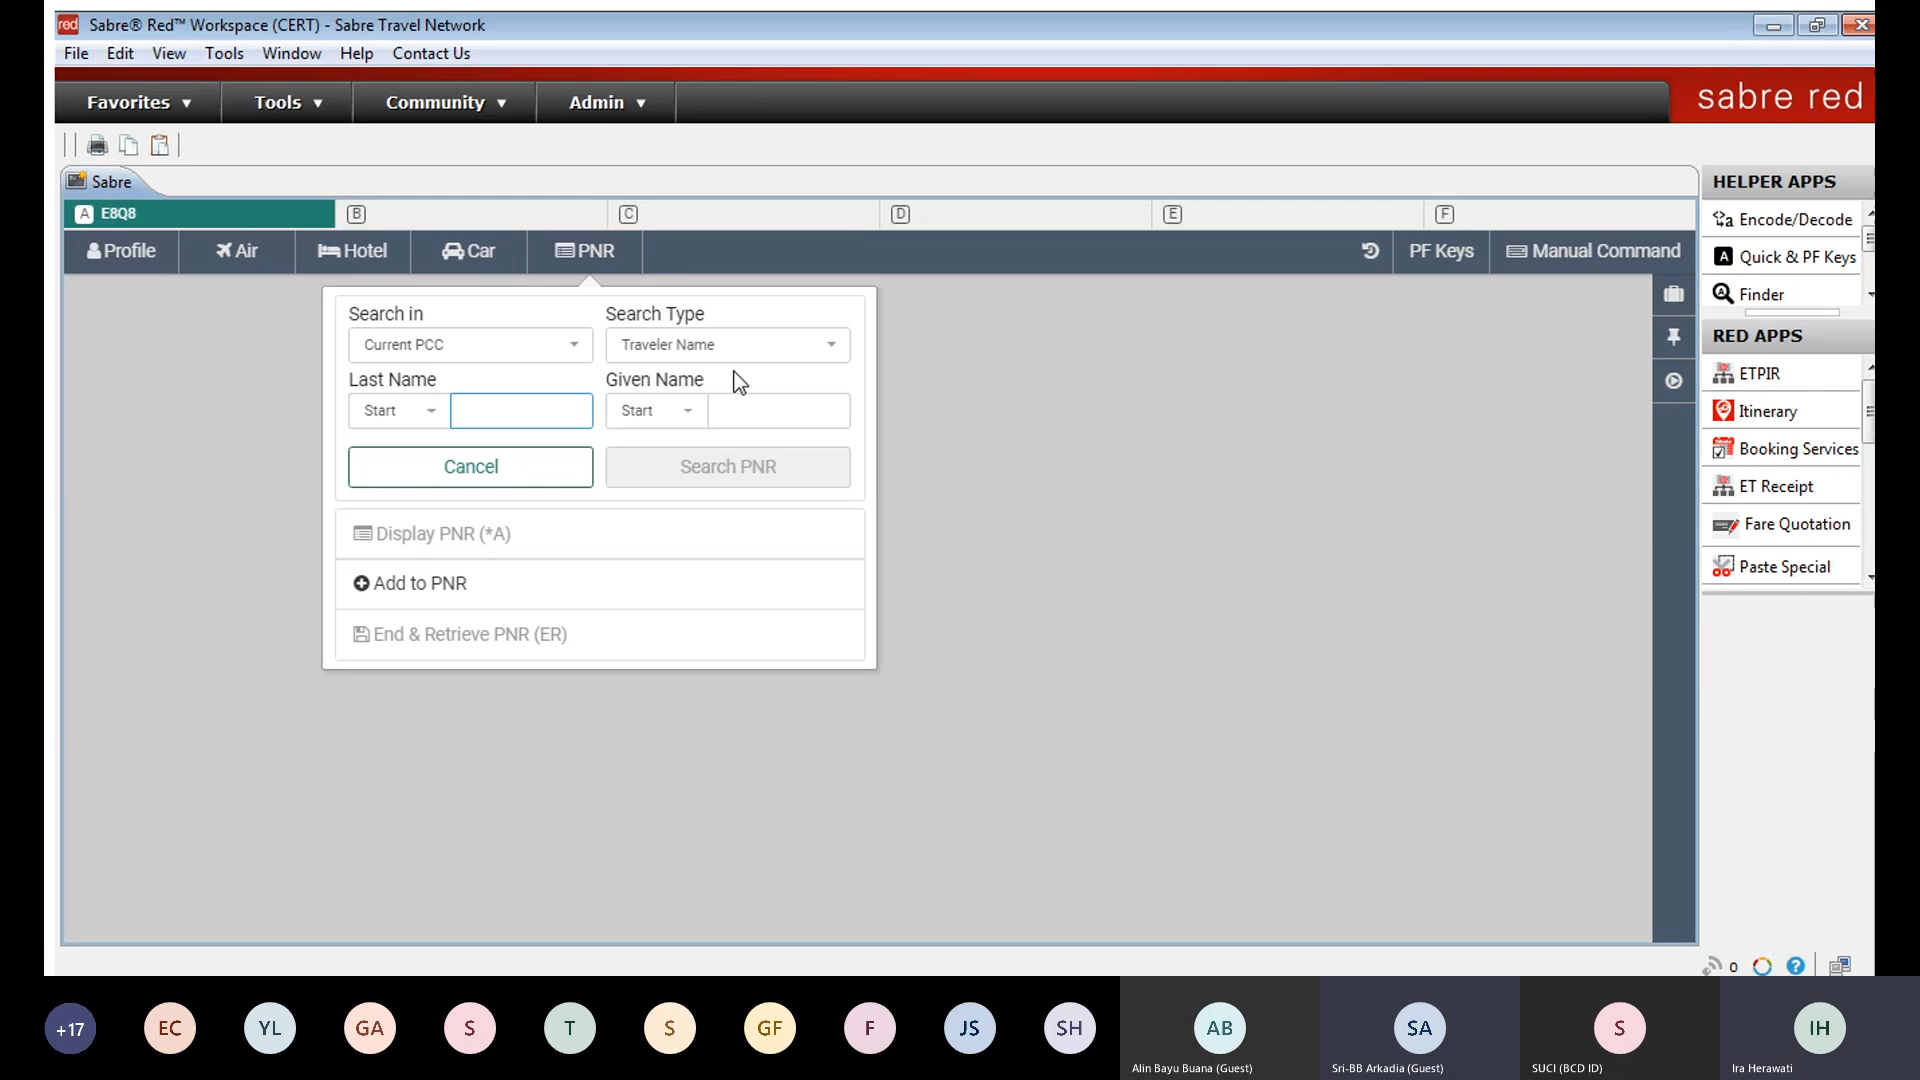 red Sabre® Red™ Workspace (CERT) - Sabre Travel Network
File Edit View Tools Window Help Contact Us
Favorites ▼ Tools ▼ Community ▼ Admin ▼
sabre red
Sabre
A E8Q8 B C D E F
Profile Air Hotel Car PNR PF Keys Manual Command
Search in Search Type
Current PCC Traveler Name
Last Name Given Name
Start Start
Cancel Search PNR
Display PNR (*A)
Add to PNR
End & Retrieve PNR (ER)
HELPER APPS
Encode/Decode
A Quick & PF Keys
Finder
RED APPS
ETPIR
Itinerary
Booking Services
ET Receipt
Fare Quotation
Paste Special
0 ?
+17 EC YL GA S T S GF F JS SH AB SA S IH
Alin Bayu Buana (Guest) Sri-BB Arkadia (Guest) SUCI (BCD ID) Ira Herawati